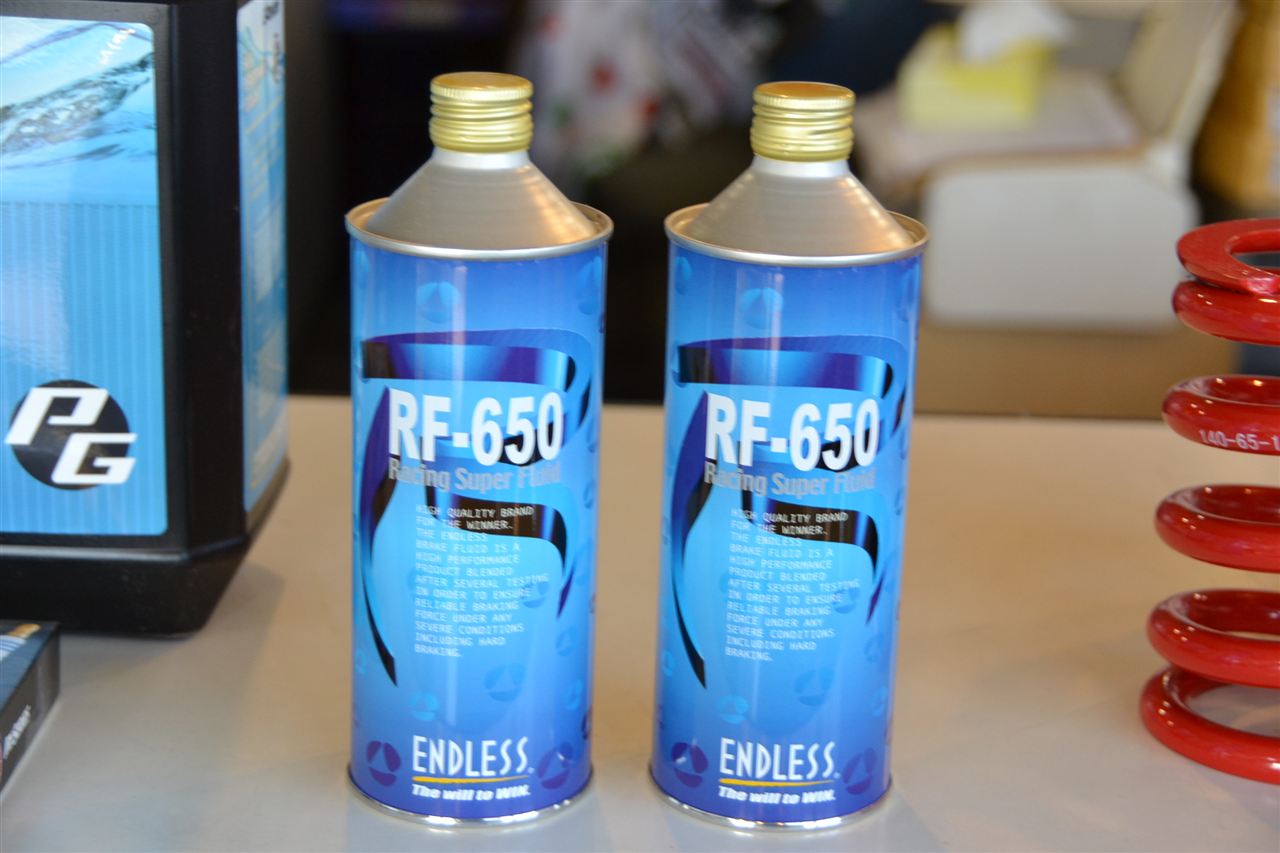 PG
RF-650
Racing Super Fluid
HIGH QUALITY BRAND
FOR THE WINNER.
THE ENDLESS
BRAKE FLUID IS A
HIGH PERFORMANCE
PRODUCT BLENDED
AFTER SEVERAL TESTING
IN ORDER TO ENSURE
RELIABLE BRAKING
FORCE UNDER ANY
SEVERE CONDITIONS
INCLUDING HARD
BRAKING.
ENDLESS
The will to WIN.
RF-650
Racing Super Fluid
HIGH QUALITY BRAND
FOR THE WINNER.
THE ENDLESS
BRAKE FLUID IS A
HIGH PERFORMANCE
PRODUCT BLENDED
AFTER SEVERAL TESTING
IN ORDER TO ENSURE
RELIABLE BRAKING
FORCE UNDER ANY
SEVERE CONDITIONS
INCLUDING HARD
BRAKING.
ENDLESS
The will to WIN.
140-65-1